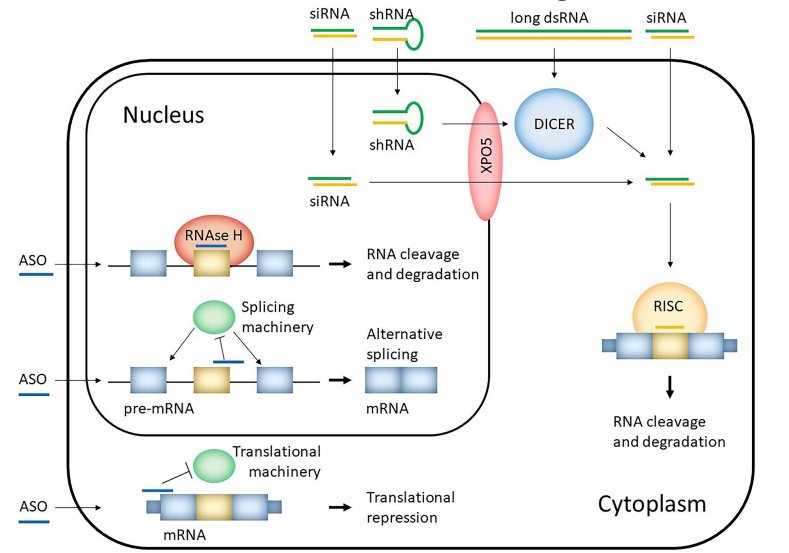 siRNA
shRNA
long dsRNA
siRNA
Nucleus
shRNA
XPO5
DICER
siRNA
ASO
RNAse H
RNA cleavage
and degradation
Splicing
machinery
RISC
ASO
Alternative
splicing
pre-mRNA
mRNA
RNA cleavage
and degradation
Translational
machinery
ASO
Translational
repression
mRNA
Cytoplasm